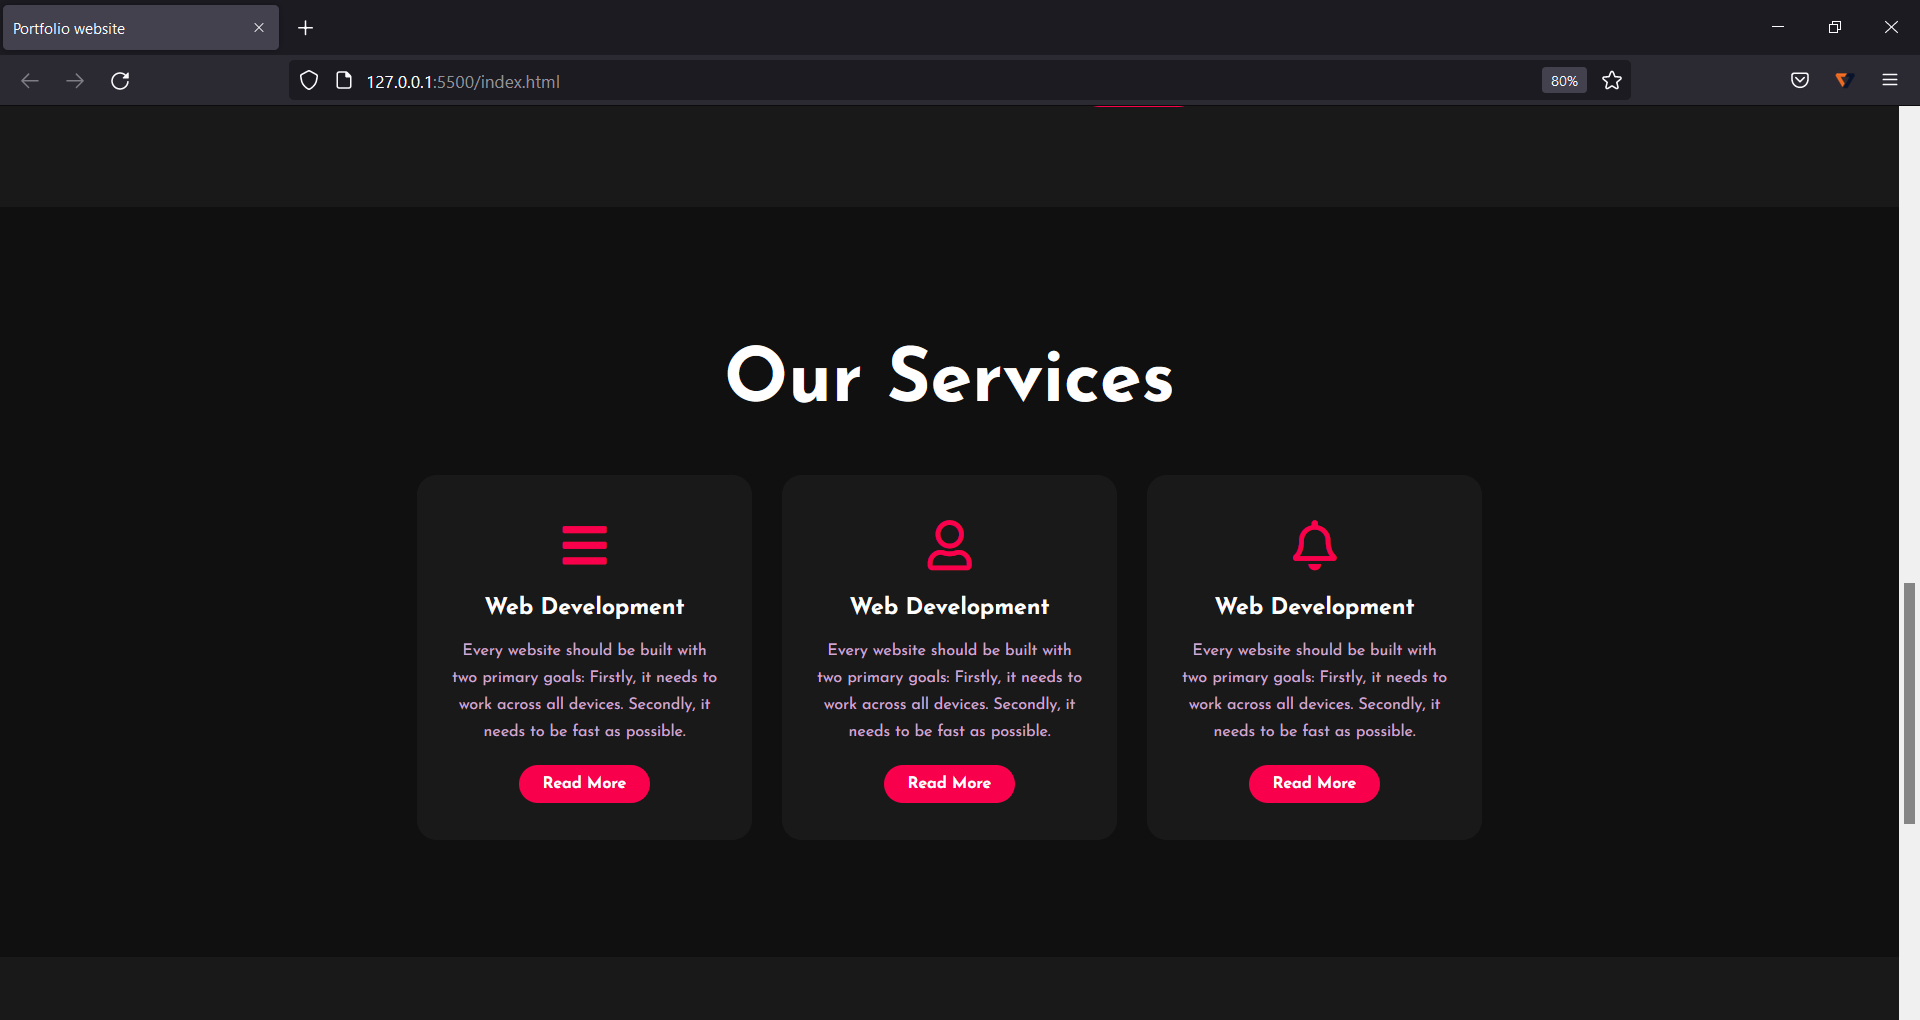 Portfolio website
127.0.0.1:5500/index.html
80%
Our Services
Web Development
Every website should be built with
two primary goals: Firstly, it needs to
work across all devices. Secondly, it
needs to be fast as possible.
Read More
Web Development
Every website should be built with
two primary goals: Firstly, it needs to
work across all devices. Secondly, it
needs to be fast as possible.
Read More
Web Development
Every website should be built with
two primary goals: Firstly, it needs to
work across all devices. Secondly, it
needs to be fast as possible.
Read More